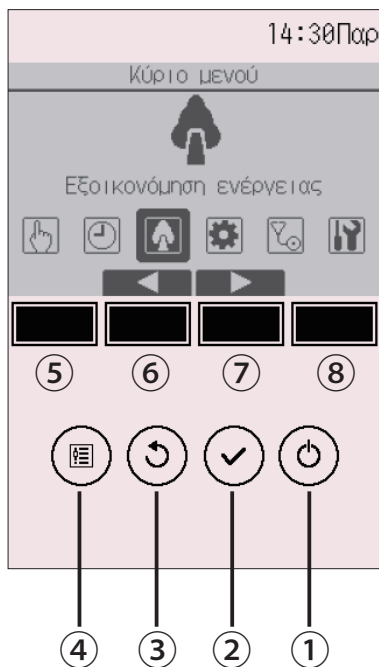 14:30Παρ
Κύριο μενού
Εξοικονόμηση ενέργειας
⑤ ⑥ ⑦ ⑧
④ ③ ② ①